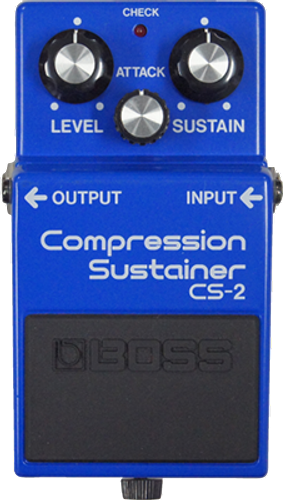 CHECK
ATTACK
LEVEL SUSTAIN
OUTPUT INPUT
Compression
Sustainer
CS-2
BOSS